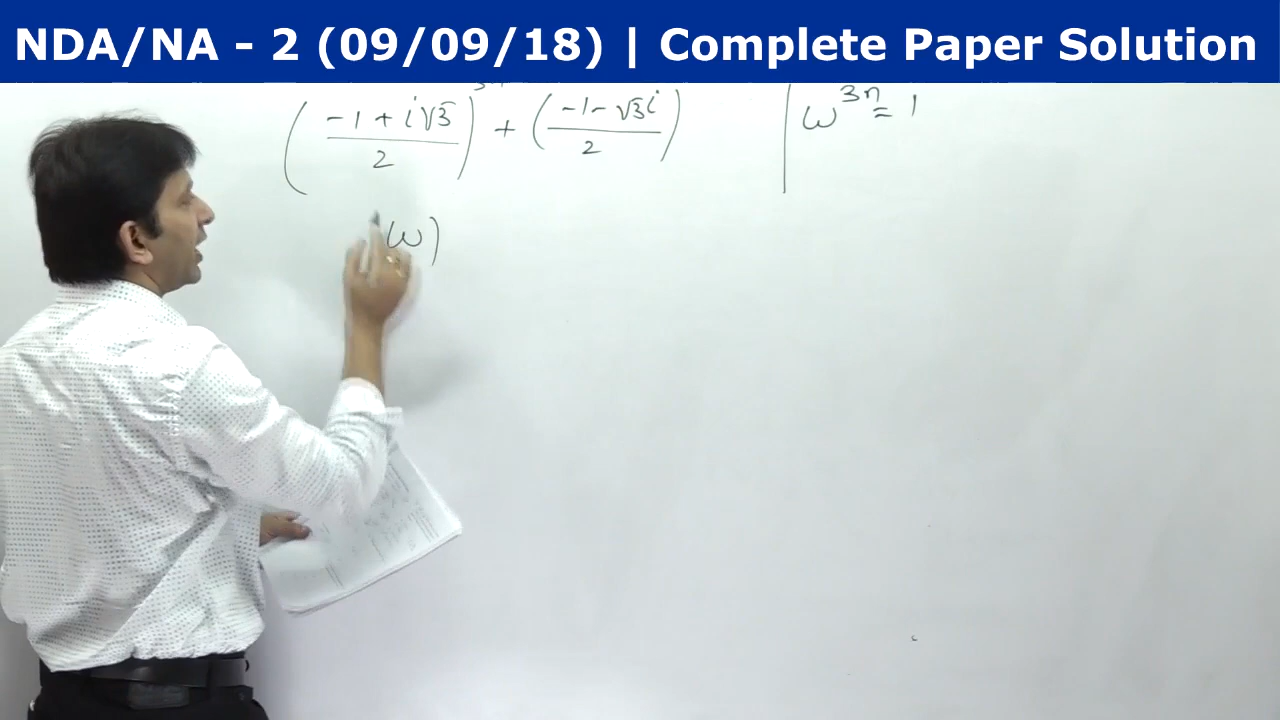 NDA/NA - 2 (09/09/18) | Complete Paper Solution
(-1 + i√3 / 2) + (-1 - √3i / 2) | ω^3n = 1
(ω)